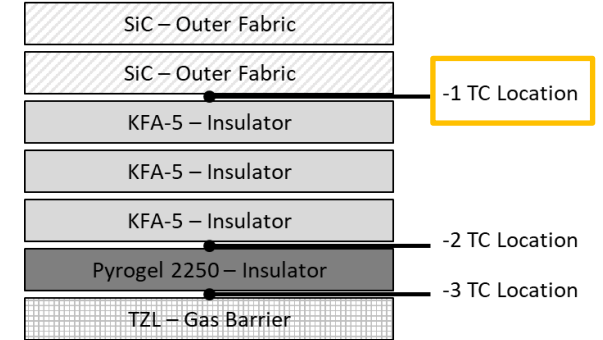 SiC – Outer Fabric
SiC – Outer Fabric
-1 TC Location
KFA-5 – Insulator
KFA-5 – Insulator
KFA-5 – Insulator
-2 TC Location
Pyrogel 2250 – Insulator
-3 TC Location
TZL – Gas Barrier